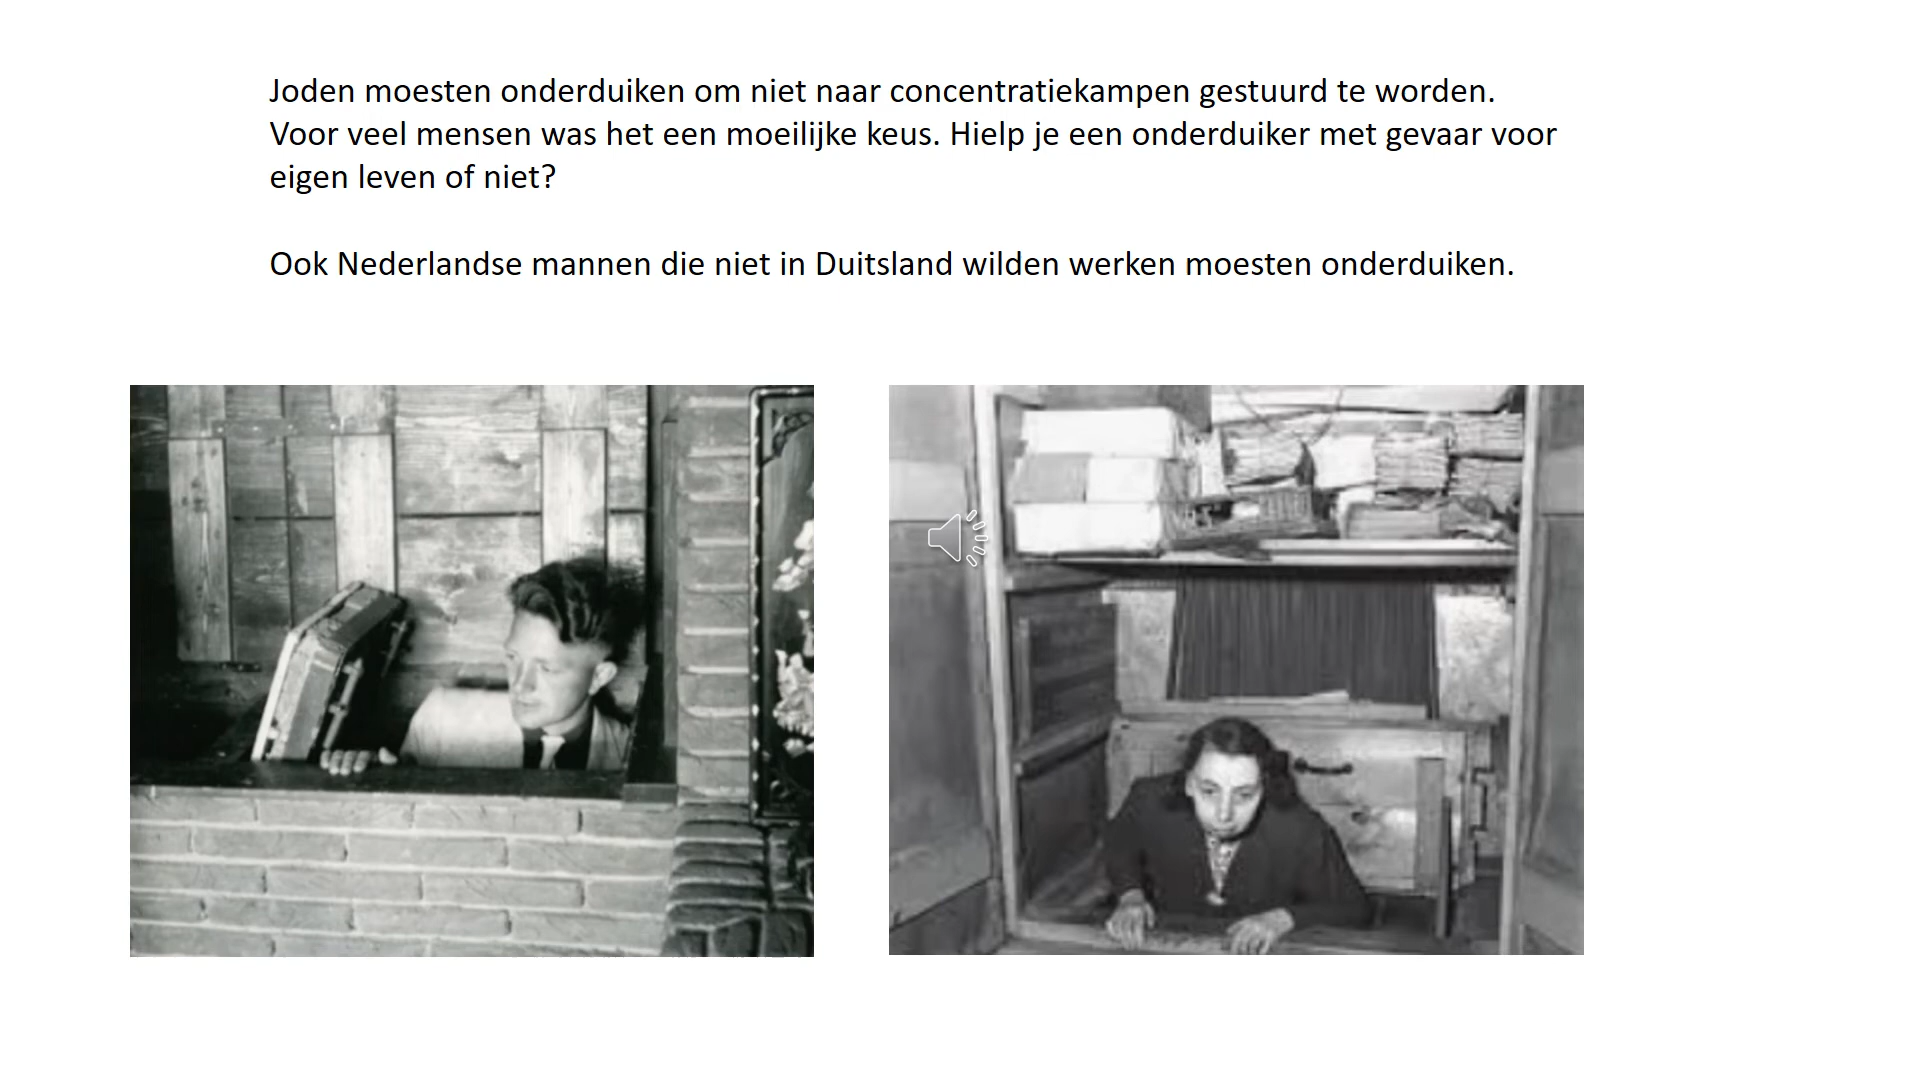 Joden moesten onderduiken om niet naar concentratiekampen gestuurd te worden.
Voor veel mensen was het een moeilijke keus. Hielp je een onderduiker met gevaar voor
eigen leven of niet?
Ook Nederlandse mannen die niet in Duitsland wilden werken moesten onderduiken.